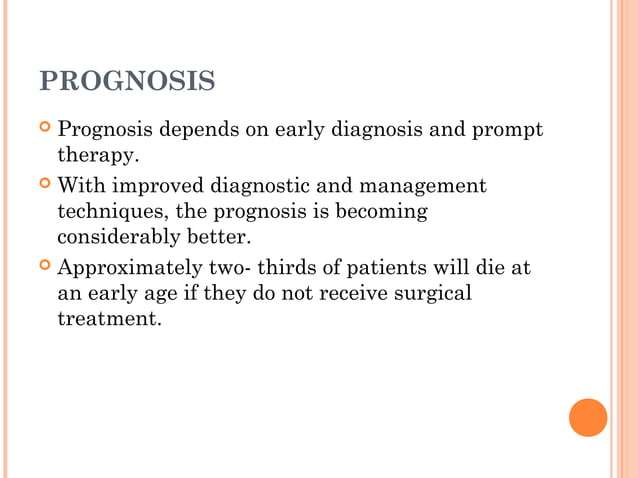 PROGNOSIS
Prognosis depends on early diagnosis and prompt
therapy.
With improved diagnostic and management
techniques, the prognosis is becoming
considerably better.
Approximately two- thirds of patients will die at
an early age if they do not receive surgical
treatment.